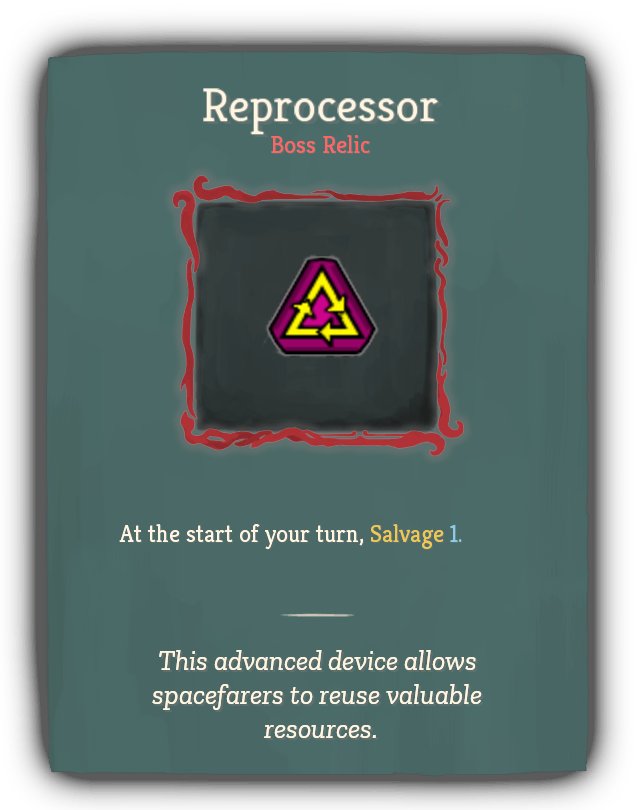 Reprocessor
Boss Relic
At the start of your turn, Salvage 1.
This advanced device allows
spacefarers to reuse valuable
resources.